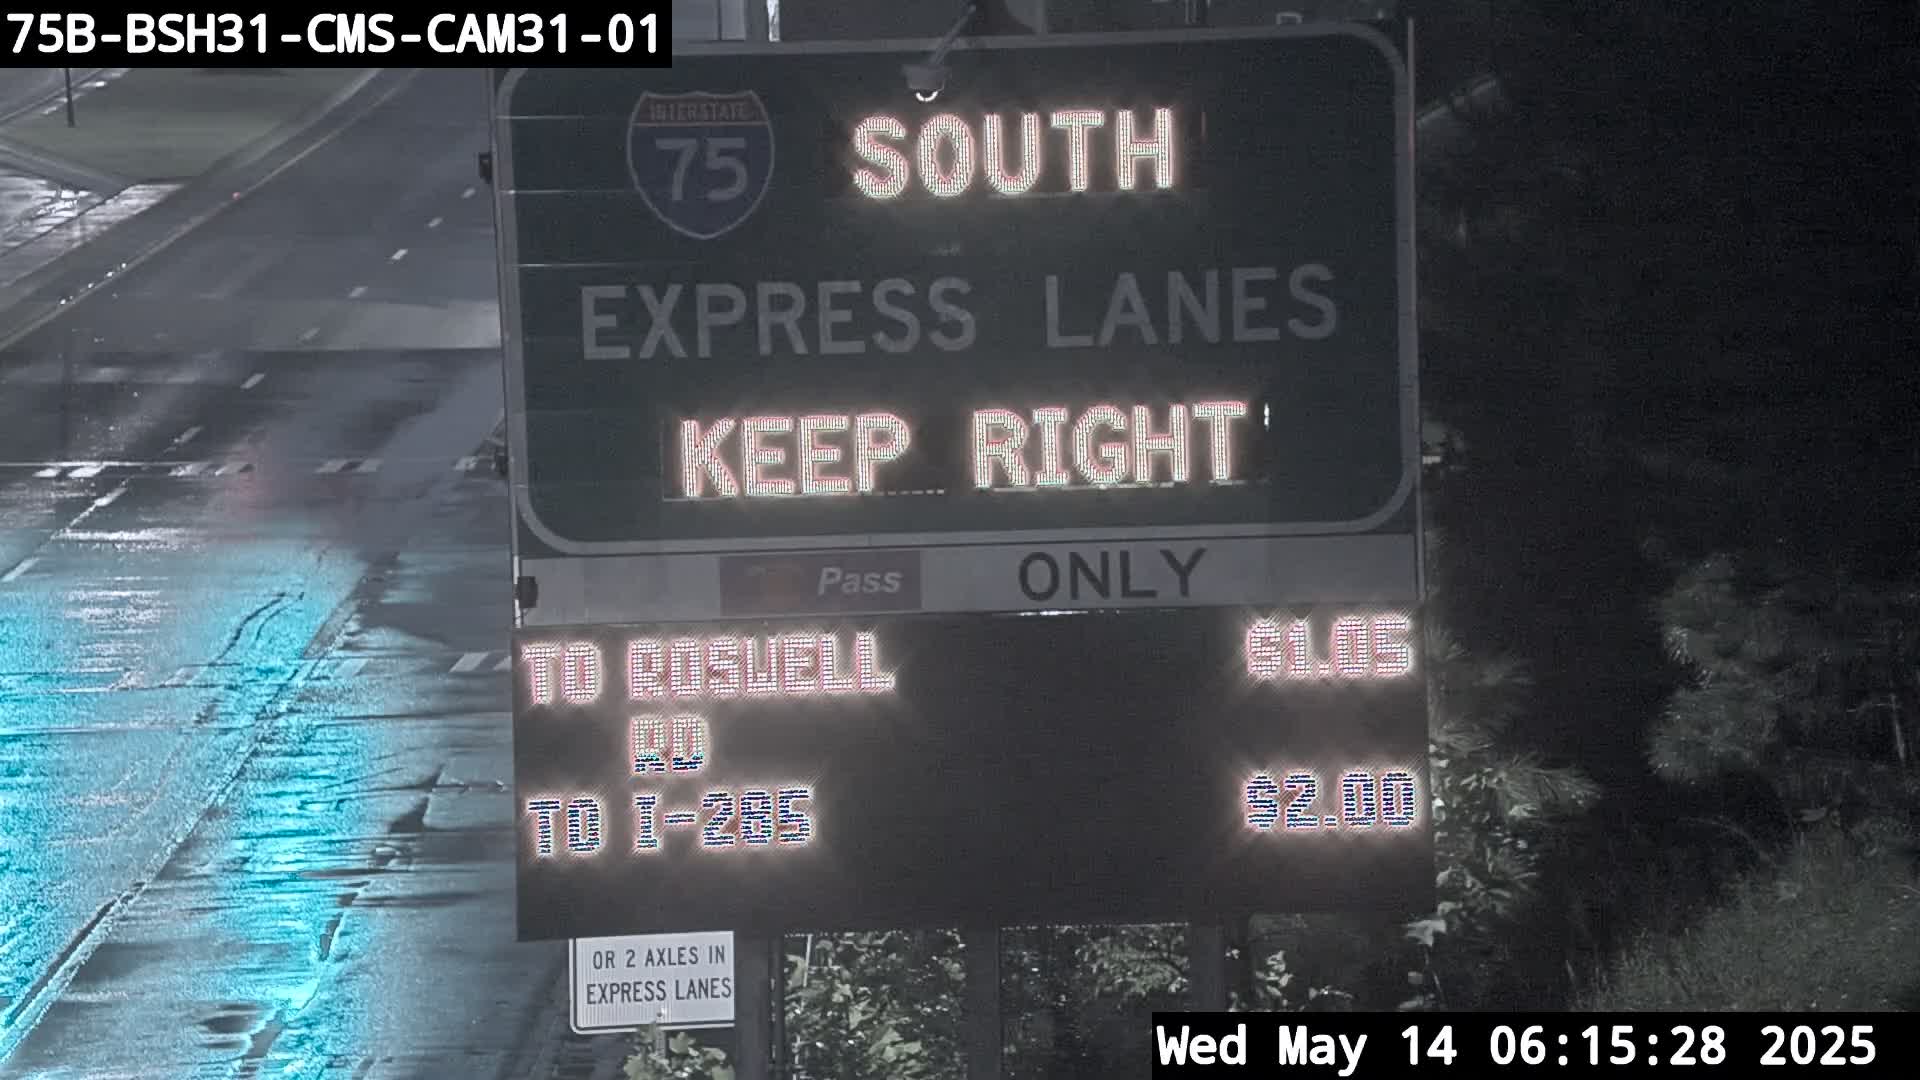 75B-BSH31-CMS-CAM31-01
INTERSTATE
75
SOUTH
EXPRESS LANES
KEEP RIGHT
Pass ONLY
TO ROSWELL $1.05
RD
TO I-285 $2.00
OR 2 AXLES IN
EXPRESS LANES
Wed May 14 06:15:28 2025